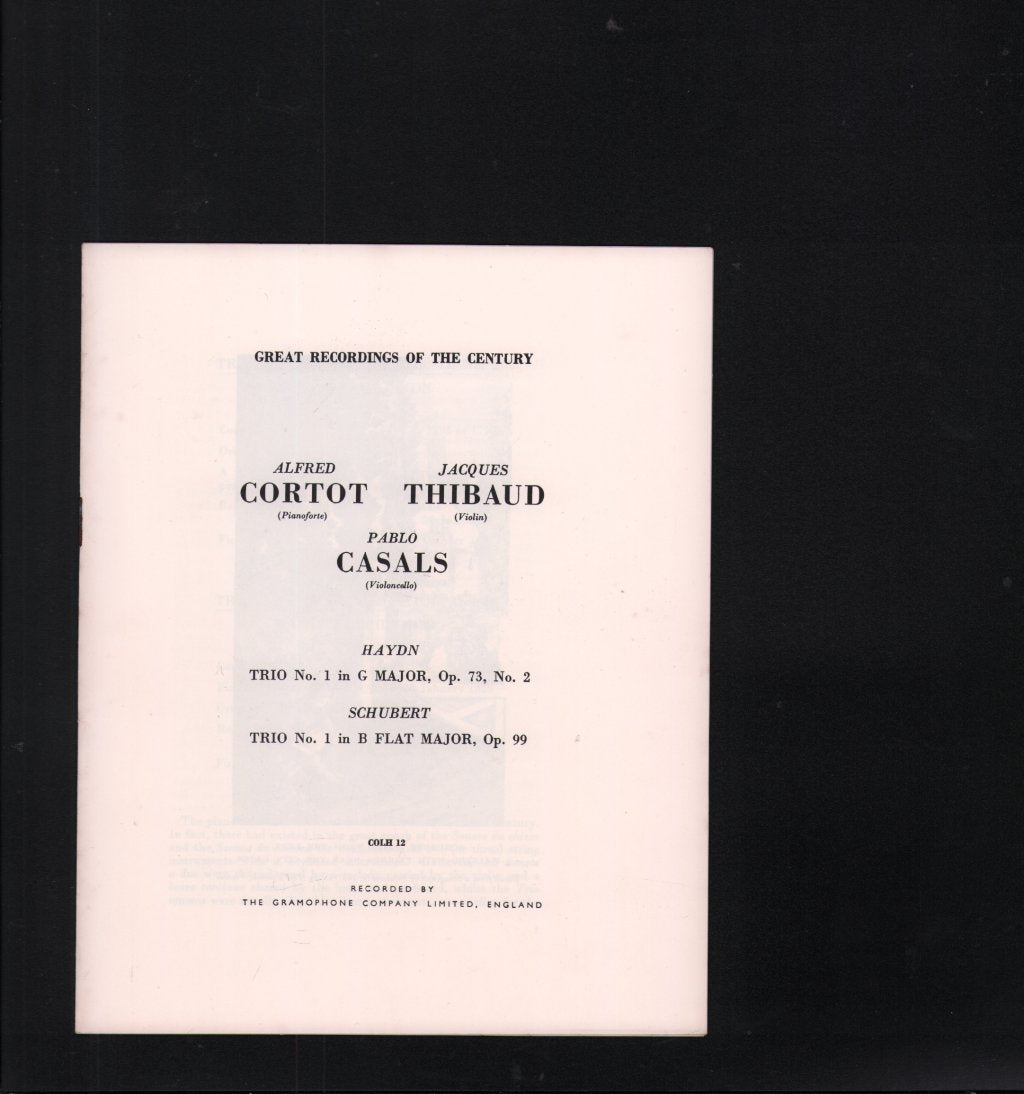 GREAT RECORDINGS OF THE CENTURY
ALFRED JACQUES
CORTOT THIBAUD
(Pianoforte) (Violin)
PABLO
CASALS
(Violoncello)
HAYDN
TRIO No. 1 in G MAJOR, Op. 73, No. 2
SCHUBERT
TRIO No. 1 in B FLAT MAJOR, Op. 99
COLH 12
RECORDED BY
THE GRAMOPHONE COMPANY LIMITED, ENGLAND